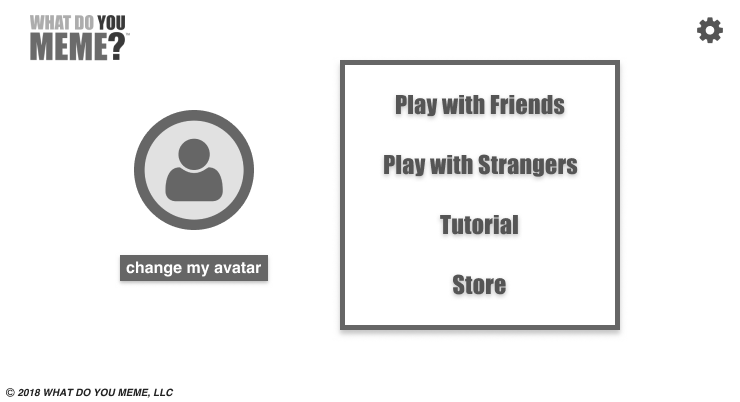 WHAT DO YOU
MEME?™
Play with Friends
Play with Strangers
Tutorial
Store
change my avatar
© 2018 WHAT DO YOU MEME, LLC